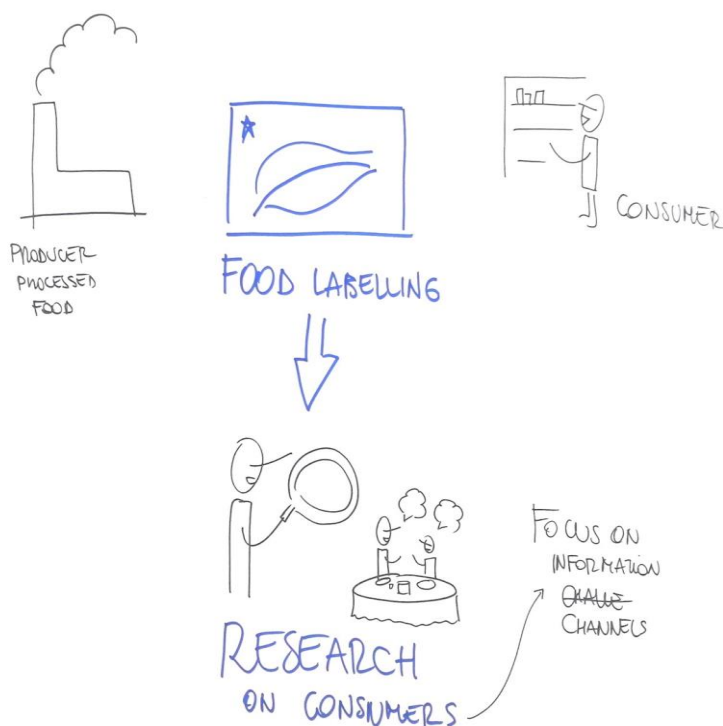 PRODUCER
PROCESSED
FOOD
FOOD LABELLING
CONSUMER
RESEARCH
ON CONSUMERS
FOCUS ON
INFORMATION
CHANNELS